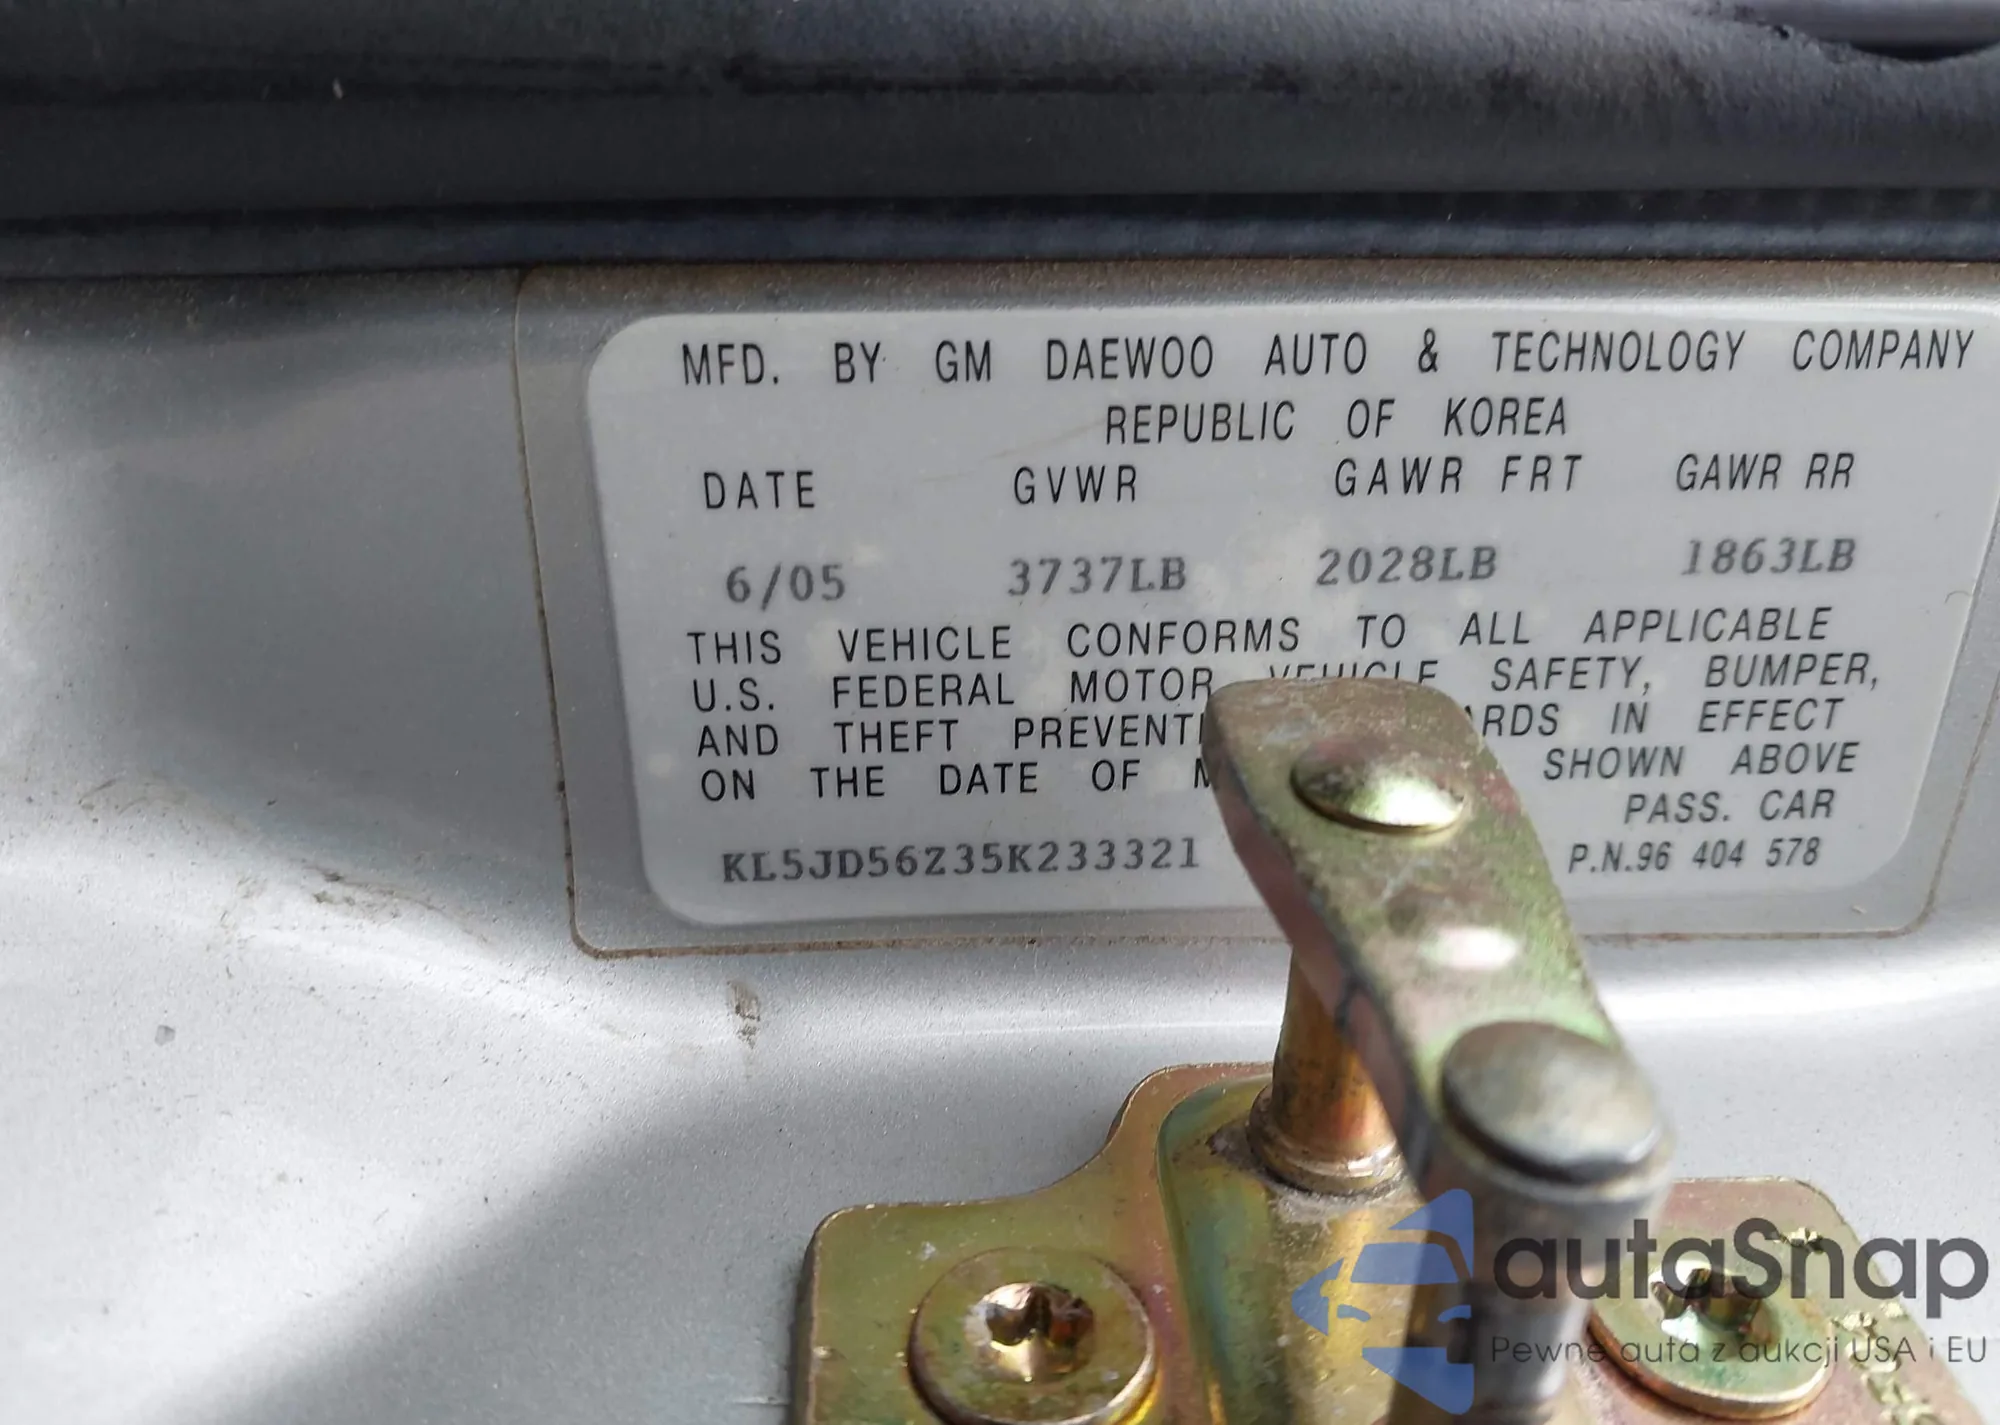 MFD. BY GM DAEWOO AUTO & TECHNOLOGY COMPANY
REPUBLIC OF KOREA
DATE GVWR GAWR FRT GAWR RR
6/05 3737LB 2028LB 1863LB
THIS VEHICLE CONFORMS TO ALL APPLICABLE
U.S. FEDERAL MOTOR VEHICLE SAFETY, BUMPER,
AND THEFT IN EFFECT
ON THE DATE OF SHOWN ABOVE
PASS. CAR
KL5JD56Z35K233321 P.N.96 404 578
autaSnap
Pewne auta z aukcji USA i EU